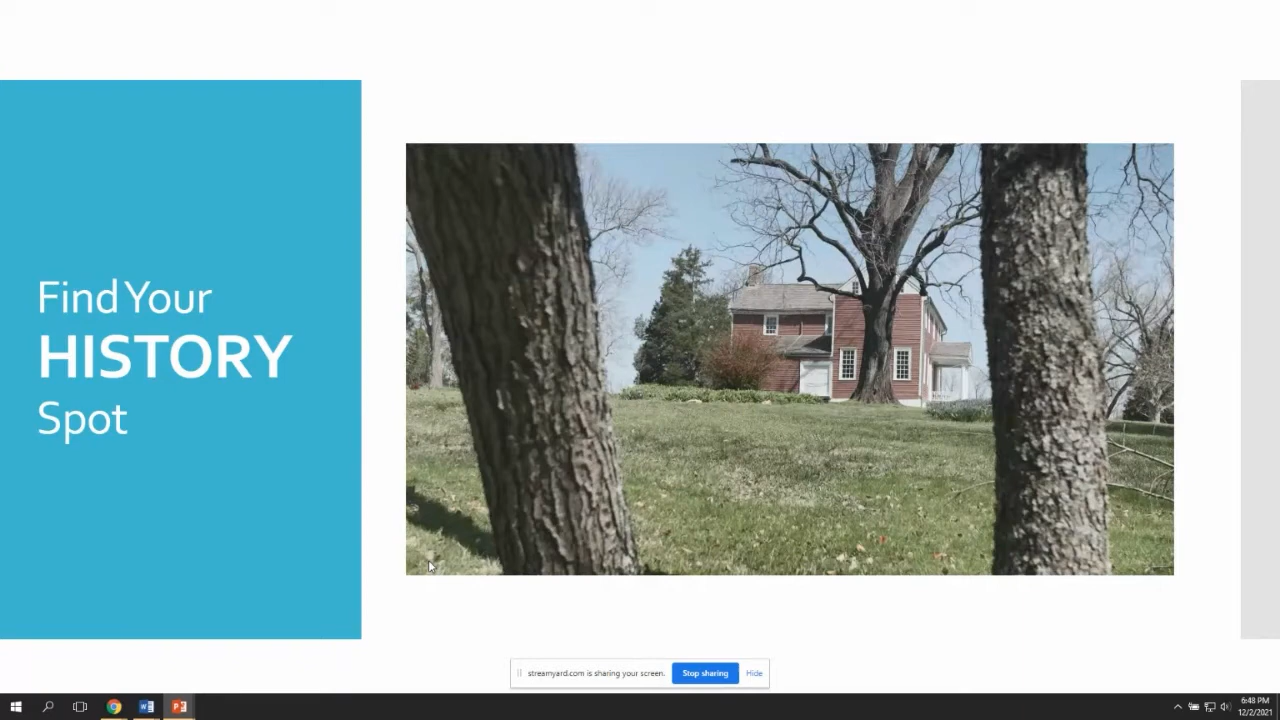 Find Your
HISTORY
Spot
streamyard.com is sharing your screen.
Stop sharing
Hide
6:48 PM
12/2/2021